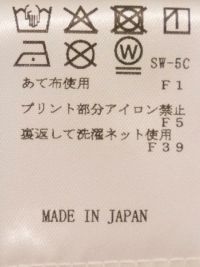 W SW-5C
あて布使用 F1
プリント部分アイロン禁止
F5
裏返して洗濯ネット使用
F39
MADE IN JAPAN